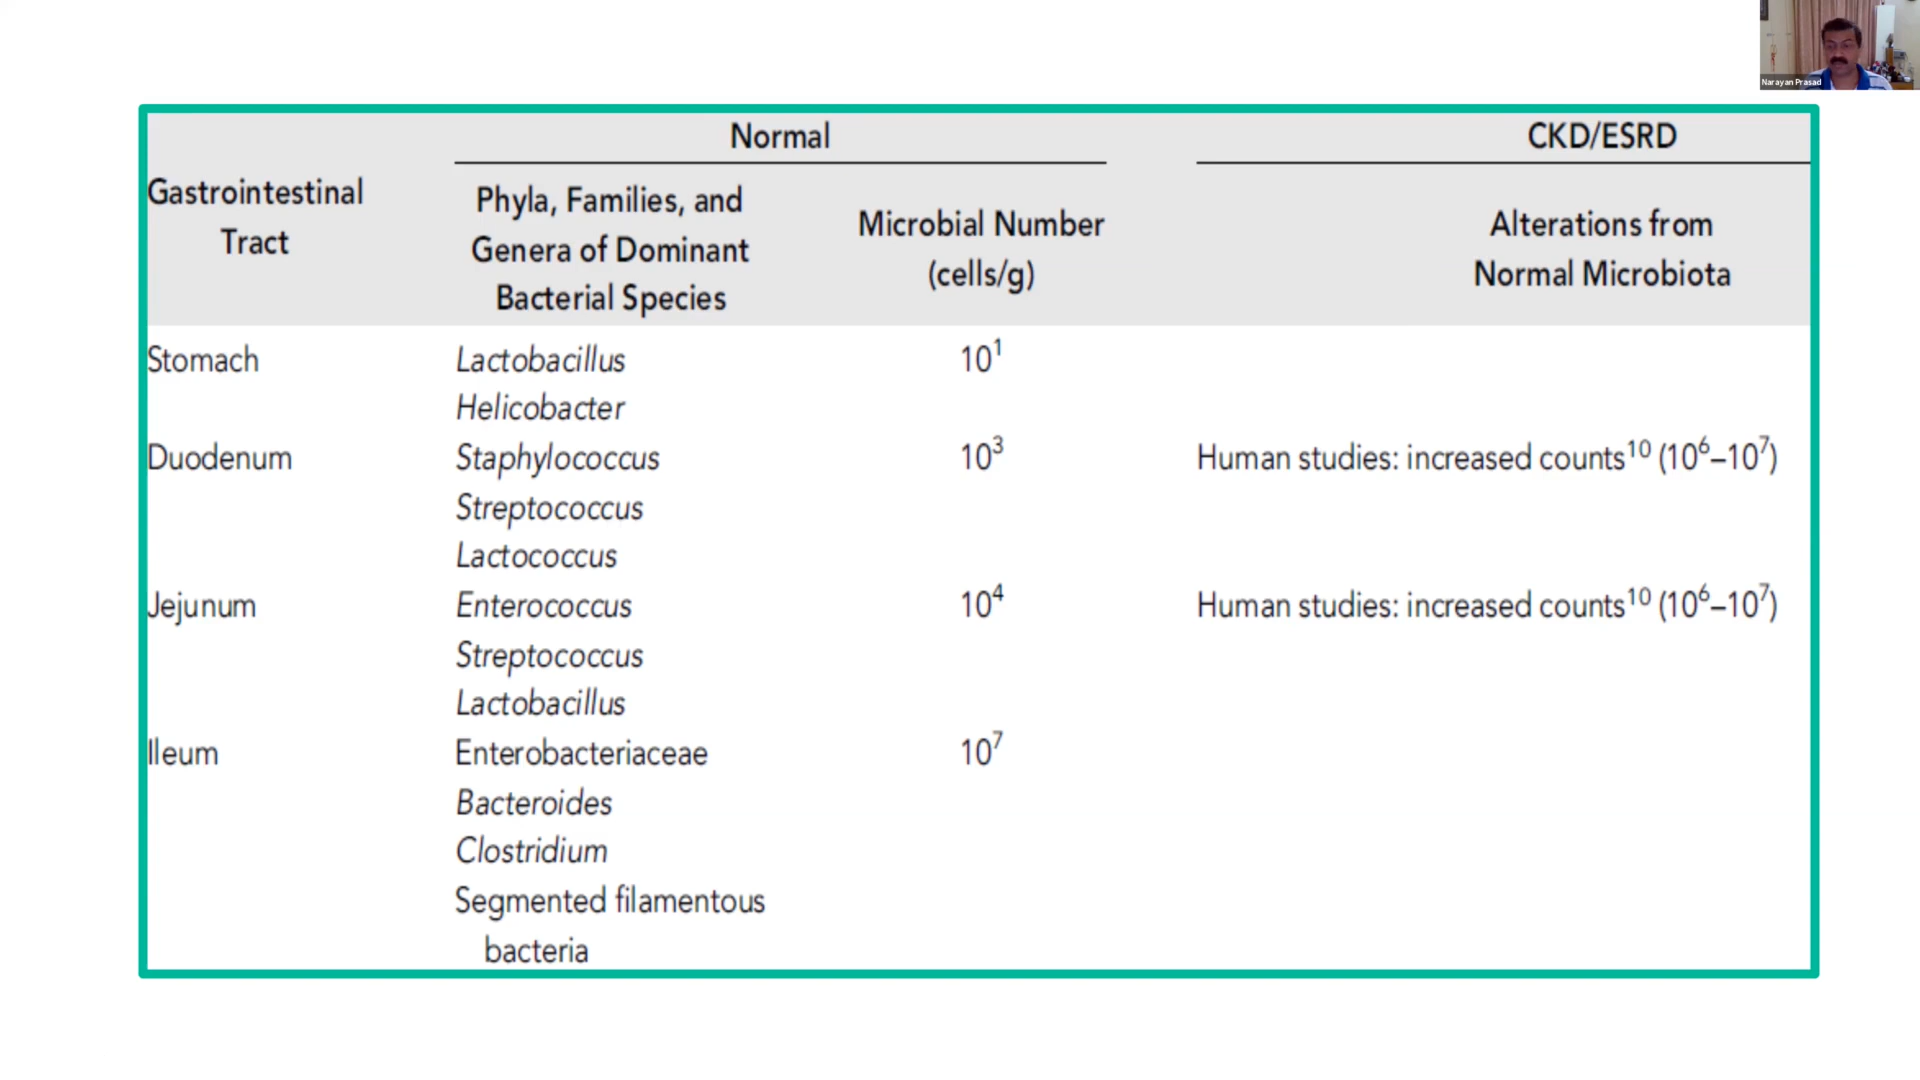 Narayan Prasad
Normal
CKD/ESRD
Gastrointestinal
Tract
Phyla, Families, and
Genera of Dominant
Bacterial Species
Microbial Number
(cells/g)
Alterations from
Normal Microbiota
Stomach Lactobacillus 10¹
Helicobacter
Duodenum Staphylococcus 10³ Human studies: increased counts¹⁰ (10⁶–10⁷)
Streptococcus
Lactococcus
Jejunum Enterococcus 10⁴ Human studies: increased counts¹⁰ (10⁶–10⁷)
Streptococcus
Lactobacillus
Ileum Enterobacteriaceae 10⁷
Bacteroides
Clostridium
Segmented filamentous
bacteria